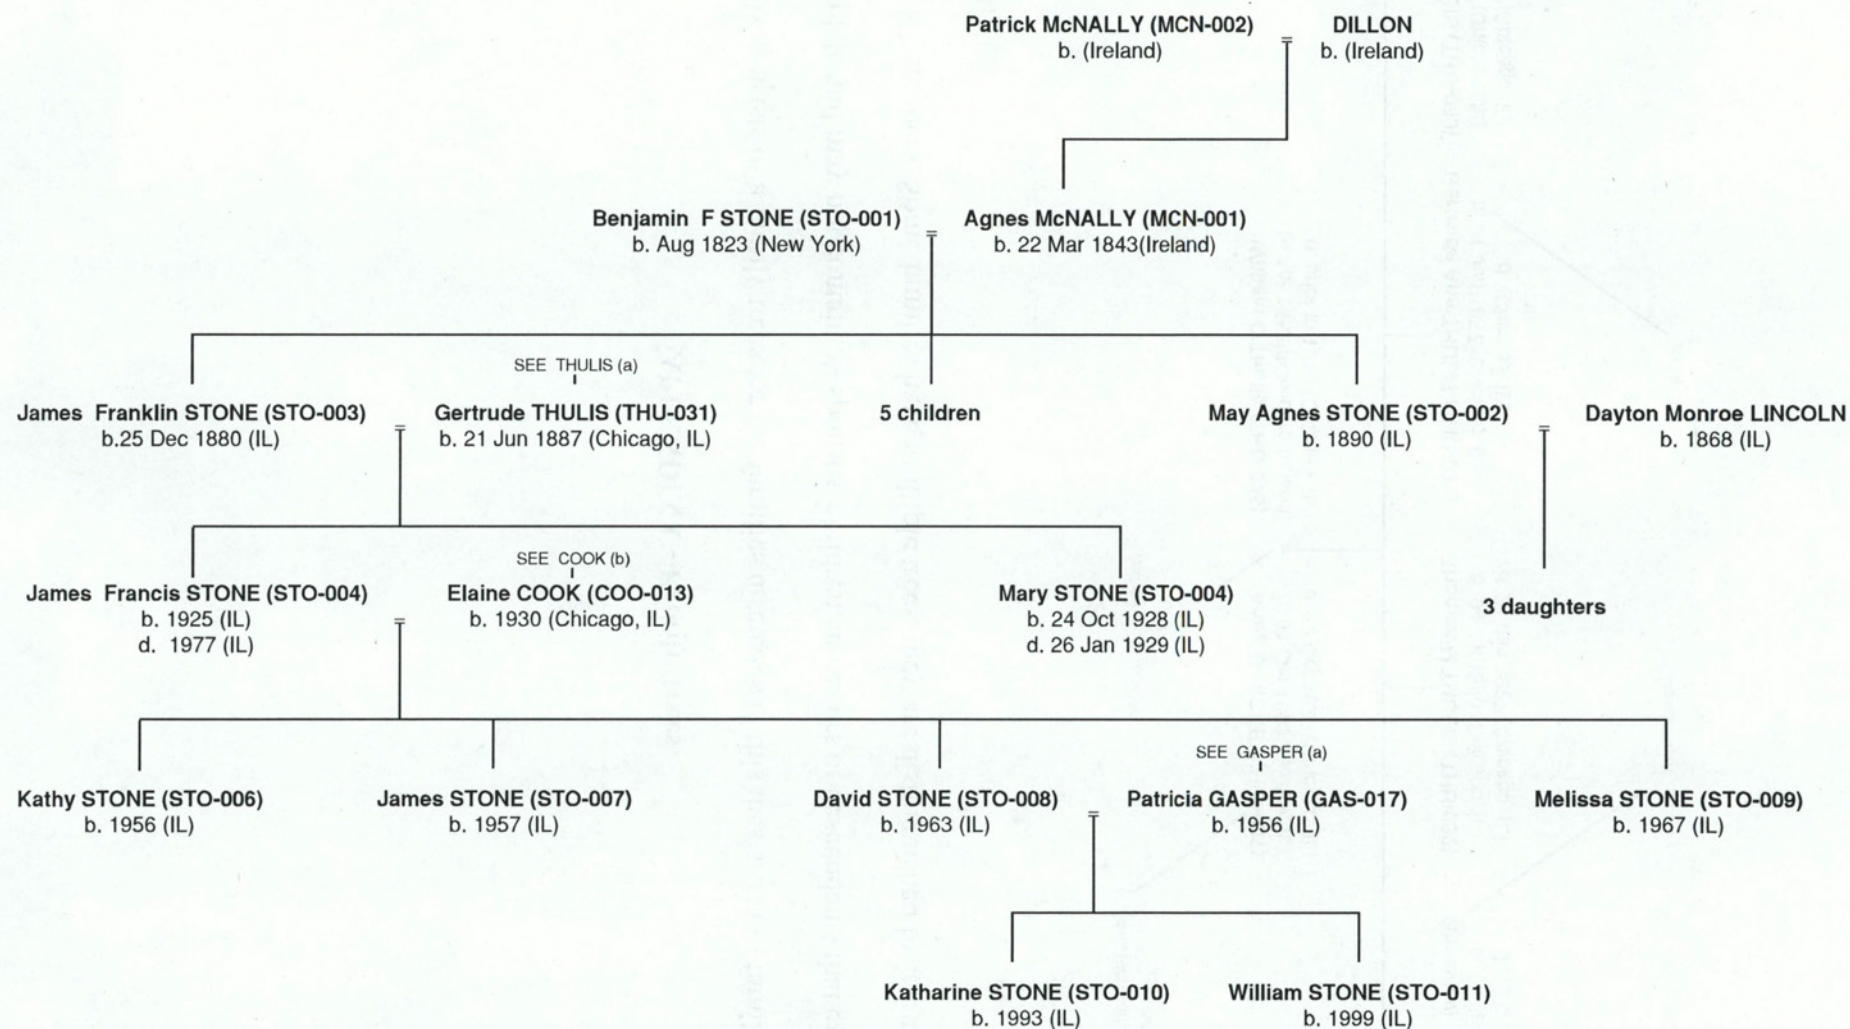 Patrick McNALLY (MCN-002)
b. (Ireland)
=
DILLON
b. (Ireland)
Benjamin F STONE (STO-001)
b. Aug 1823 (New York)
=
Agnes McNALLY (MCN-001)
b. 22 Mar 1843(Ireland)
James Franklin STONE (STO-003)
b.25 Dec 1880 (IL)
=
SEE THULIS (a)
Gertrude THULIS (THU-031)
b. 21 Jun 1887 (Chicago, IL)
5 children
May Agnes STONE (STO-002)
b. 1890 (IL)
=
Dayton Monroe LINCOLN
b. 1868 (IL)
James Francis STONE (STO-004)
b. 1925 (IL)
d. 1977 (IL)
=
SEE COOK (b)
Elaine COOK (COO-013)
b. 1930 (Chicago, IL)
Mary STONE (STO-004)
b. 24 Oct 1928 (IL)
d. 26 Jan 1929 (IL)
3 daughters
Kathy STONE (STO-006)
b. 1956 (IL)
James STONE (STO-007)
b. 1957 (IL)
David STONE (STO-008)
b. 1963 (IL)
=
SEE GASPER (a)
Patricia GASPER (GAS-017)
b. 1956 (IL)
Melissa STONE (STO-009)
b. 1967 (IL)
Katharine STONE (STO-010)
b. 1993 (IL)
William STONE (STO-011)
b. 1999 (IL)